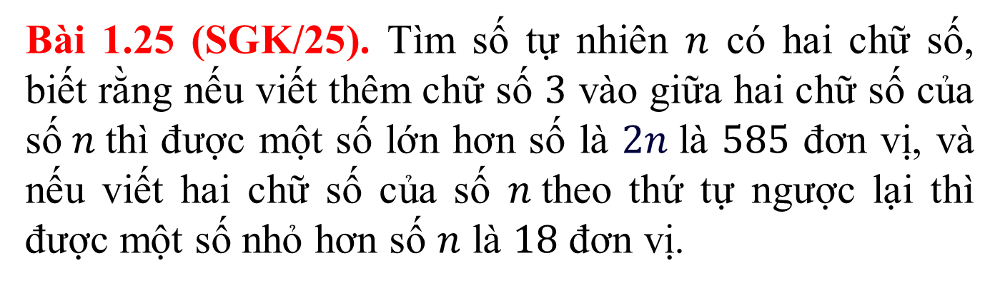 Bài 1.25 (SGK/25). Tìm số tự nhiên n có hai chữ số,
biết rằng nếu viết thêm chữ số 3 vào giữa hai chữ số của
số n thì được một số lớn hơn số là 2n là 585 đơn vị, và
nếu viết hai chữ số của số n theo thứ tự ngược lại thì
được một số nhỏ hơn số n là 18 đơn vị.